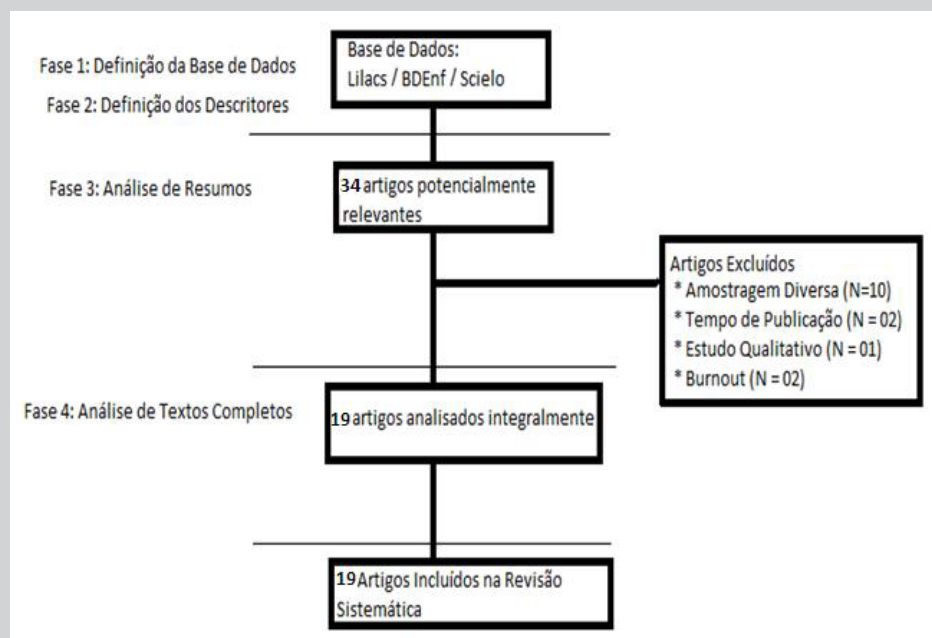 Fase 1: Definição da Base de Dados
Base de Dados:
Lilacs / BDEnf / Scielo
Fase 2: Definição dos Descritores
Fase 3: Análise de Resumos
34 artigos potencialmente
relevantes
Artigos Excluídos
* Amostragem Diversa (N=10)
* Tempo de Publicação (N = 02)
* Estudo Qualitativo (N = 01)
* Burnout (N = 02)
Fase 4: Análise de Textos Completos
19 artigos analisados integralmente
19 Artigos Incluídos na Revisão
Sistemática